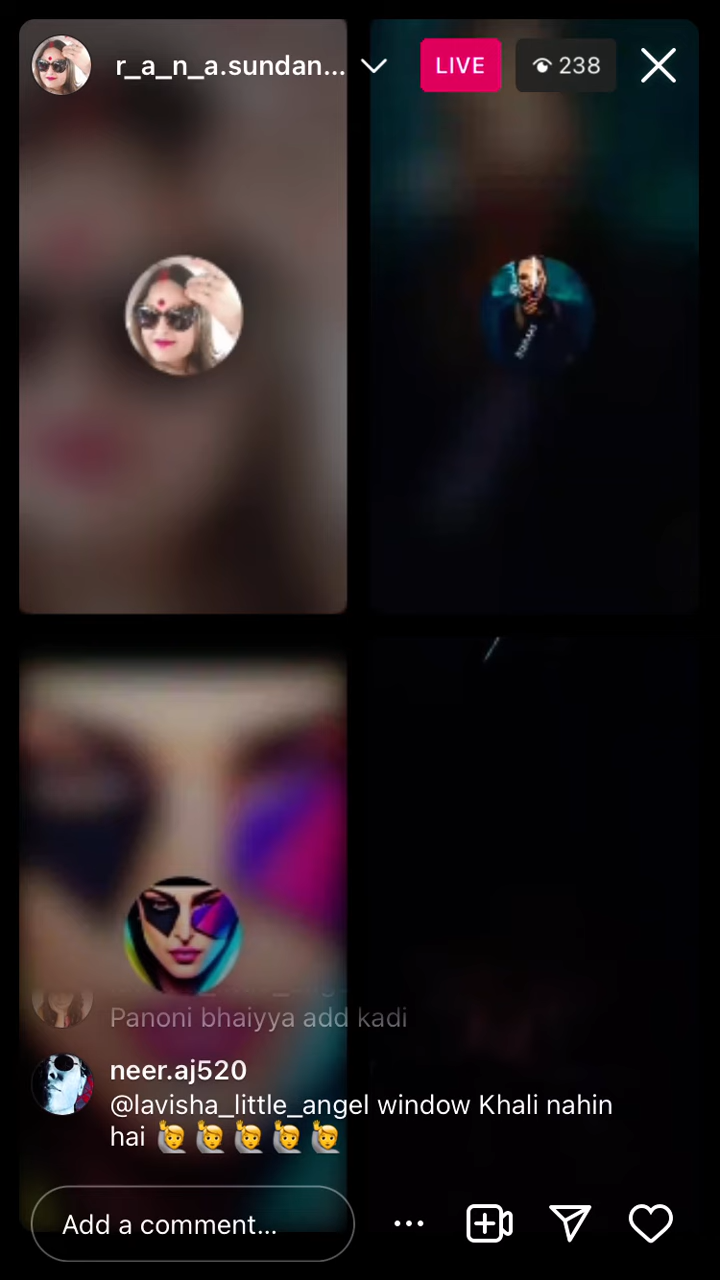 r_a_n_a.sundan...
LIVE
238
Panoni bhaiyya add kadi
neer.aj520
@lavisha_little_angel window Khali nahin
hai 🙋🙋🙋🙋🙋
Add a comment...